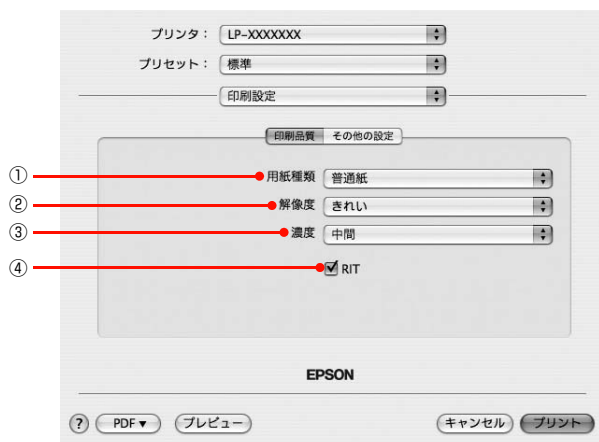 プリンタ： LP-XXXXXXX
プリセット： 標準
印刷設定
印刷品質 その他の設定
① 用紙種類 普通紙
② 解像度 きれい
③ 濃度 中間
④ RIT
EPSON
? PDF▼ プレビュー キャンセル プリント